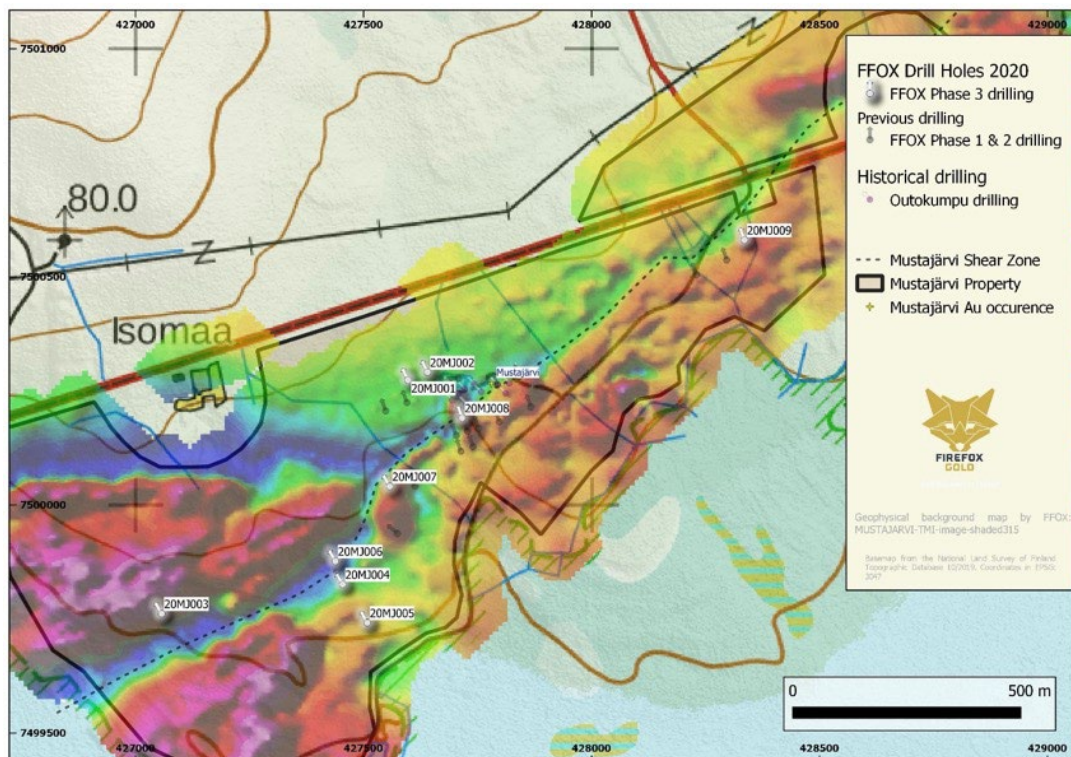 427000
427500
428000
428500
429000
7501000
FFOX Drill Holes 2020
FFOX Phase 3 drilling
Previous drilling
FFOX Phase 1 & 2 drilling
Historical drilling
Outokumpu drilling
Mustajärvi Shear Zone
Mustajärvi Property
Mustajärvi Au occurence
Z
Z
80.0
20MJ009
7500500
Isomaa
20MJ002
Mustajärvi
20MJ001
20MJ008
FIREFOX
GOLD
20MJ007
7500000
Geophysical background map by FFOX:
MUSTAJARVI-TMI-image-shaded315
20MJ006
Basemap from the National Land Survey of Finland
Topographic Database 10/2019. Coordinates in EPSG:
3047
20MJ004
20MJ003
20MJ005
0
500 m
7499500
427000
427500
428000
428500
429000